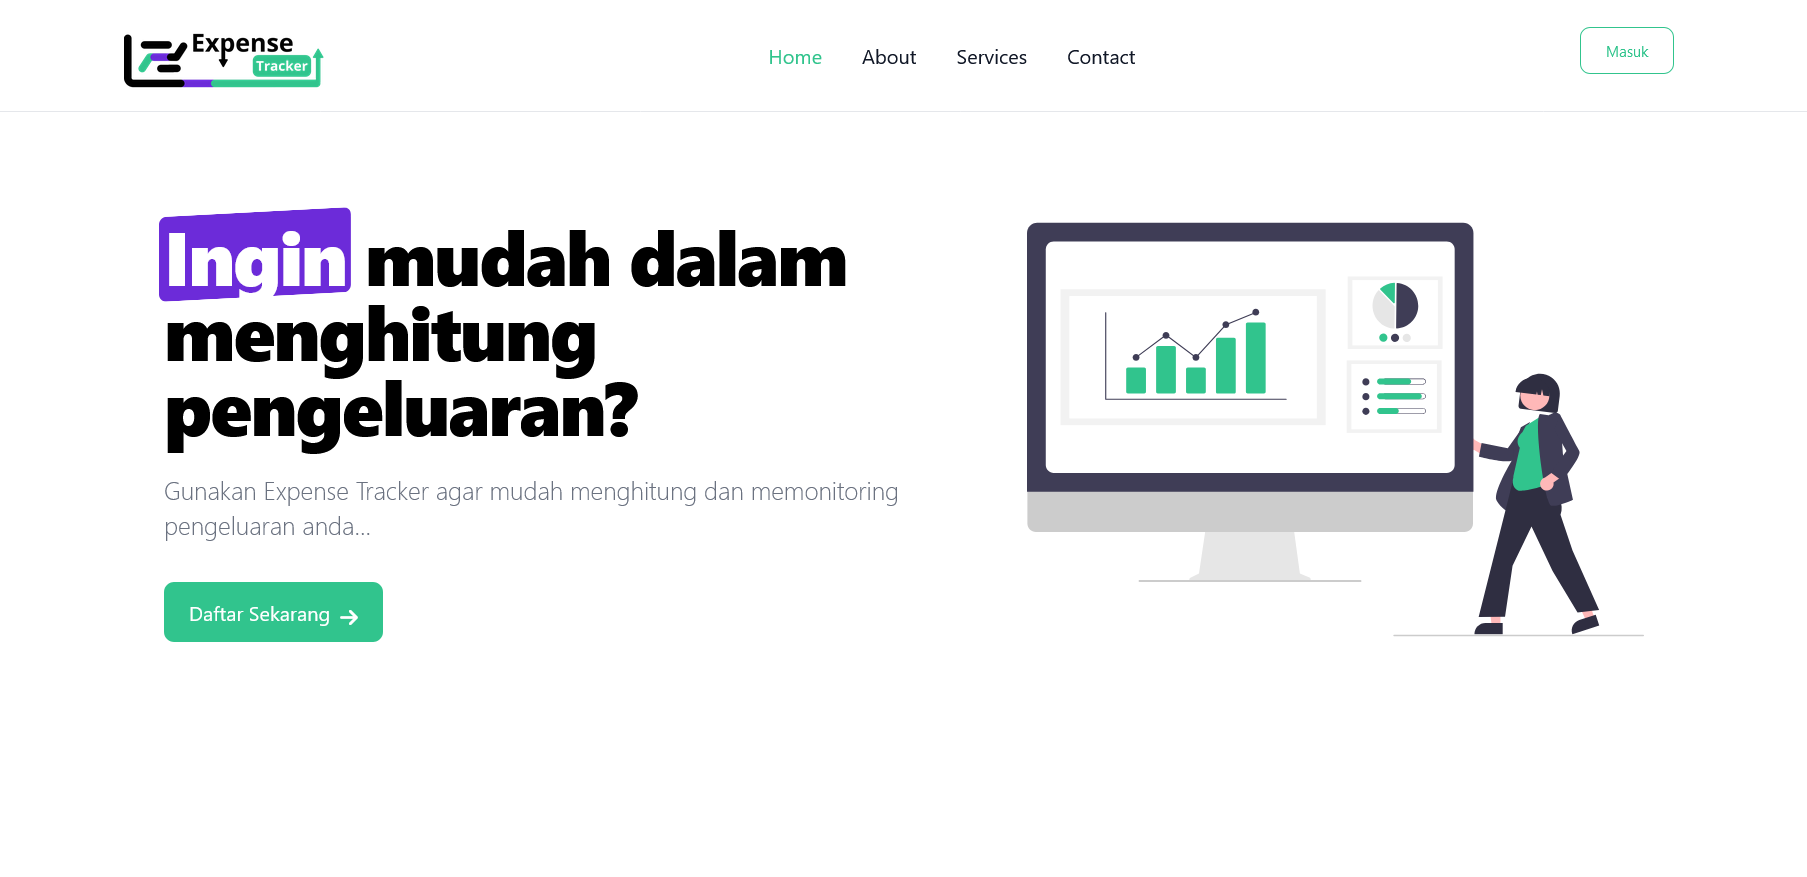 Expense
Tracker
Home
About
Services
Contact
Masuk
Ingin mudah dalam
menghitung
pengeluaran?
Gunakan Expense Tracker agar mudah menghitung dan memonitoring
pengeluaran anda...
Daftar Sekarang